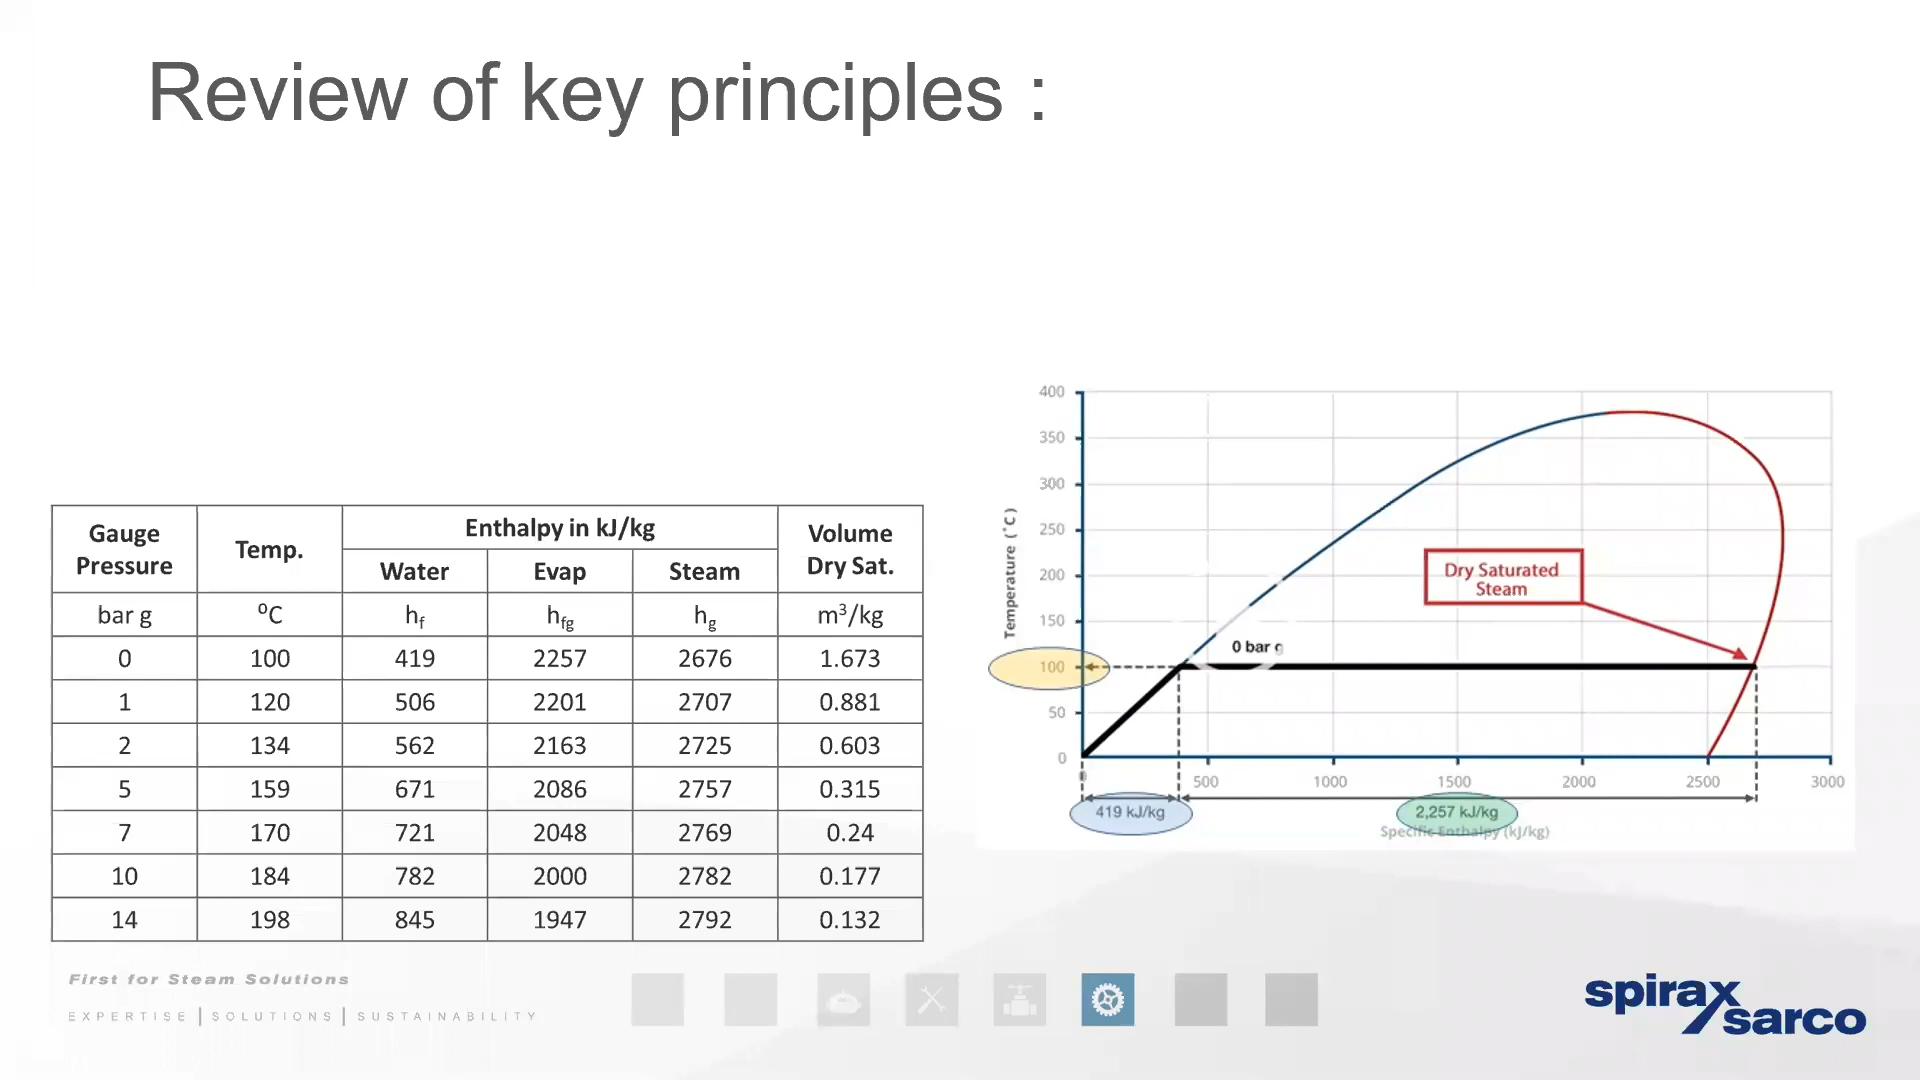 Review of key principles :
Gauge Pressure Temp. Enthalpy in kJ/kg Volume Dry Sat.
Water Evap Steam
bar g ⁰C hf hfg hg m³/kg
0 100 419 2257 2676 1.673
1 120 506 2201 2707 0.881
2 134 562 2163 2725 0.603
5 159 671 2086 2757 0.315
7 170 721 2048 2769 0.24
10 184 782 2000 2782 0.177
14 198 845 1947 2792 0.132
Temperature (°C)
400
350
300
250
200
150
100
50
0
Dry Saturated
Steam
0 bar g
0 500 1000 1500 2000 2500 3000
419 kJ/kg 2,257 kJ/kg
Specific Enthalpy (kJ/kg)
First for Steam Solutions
EXPERTISE | SOLUTIONS | SUSTAINABILITY
spirax
sarco